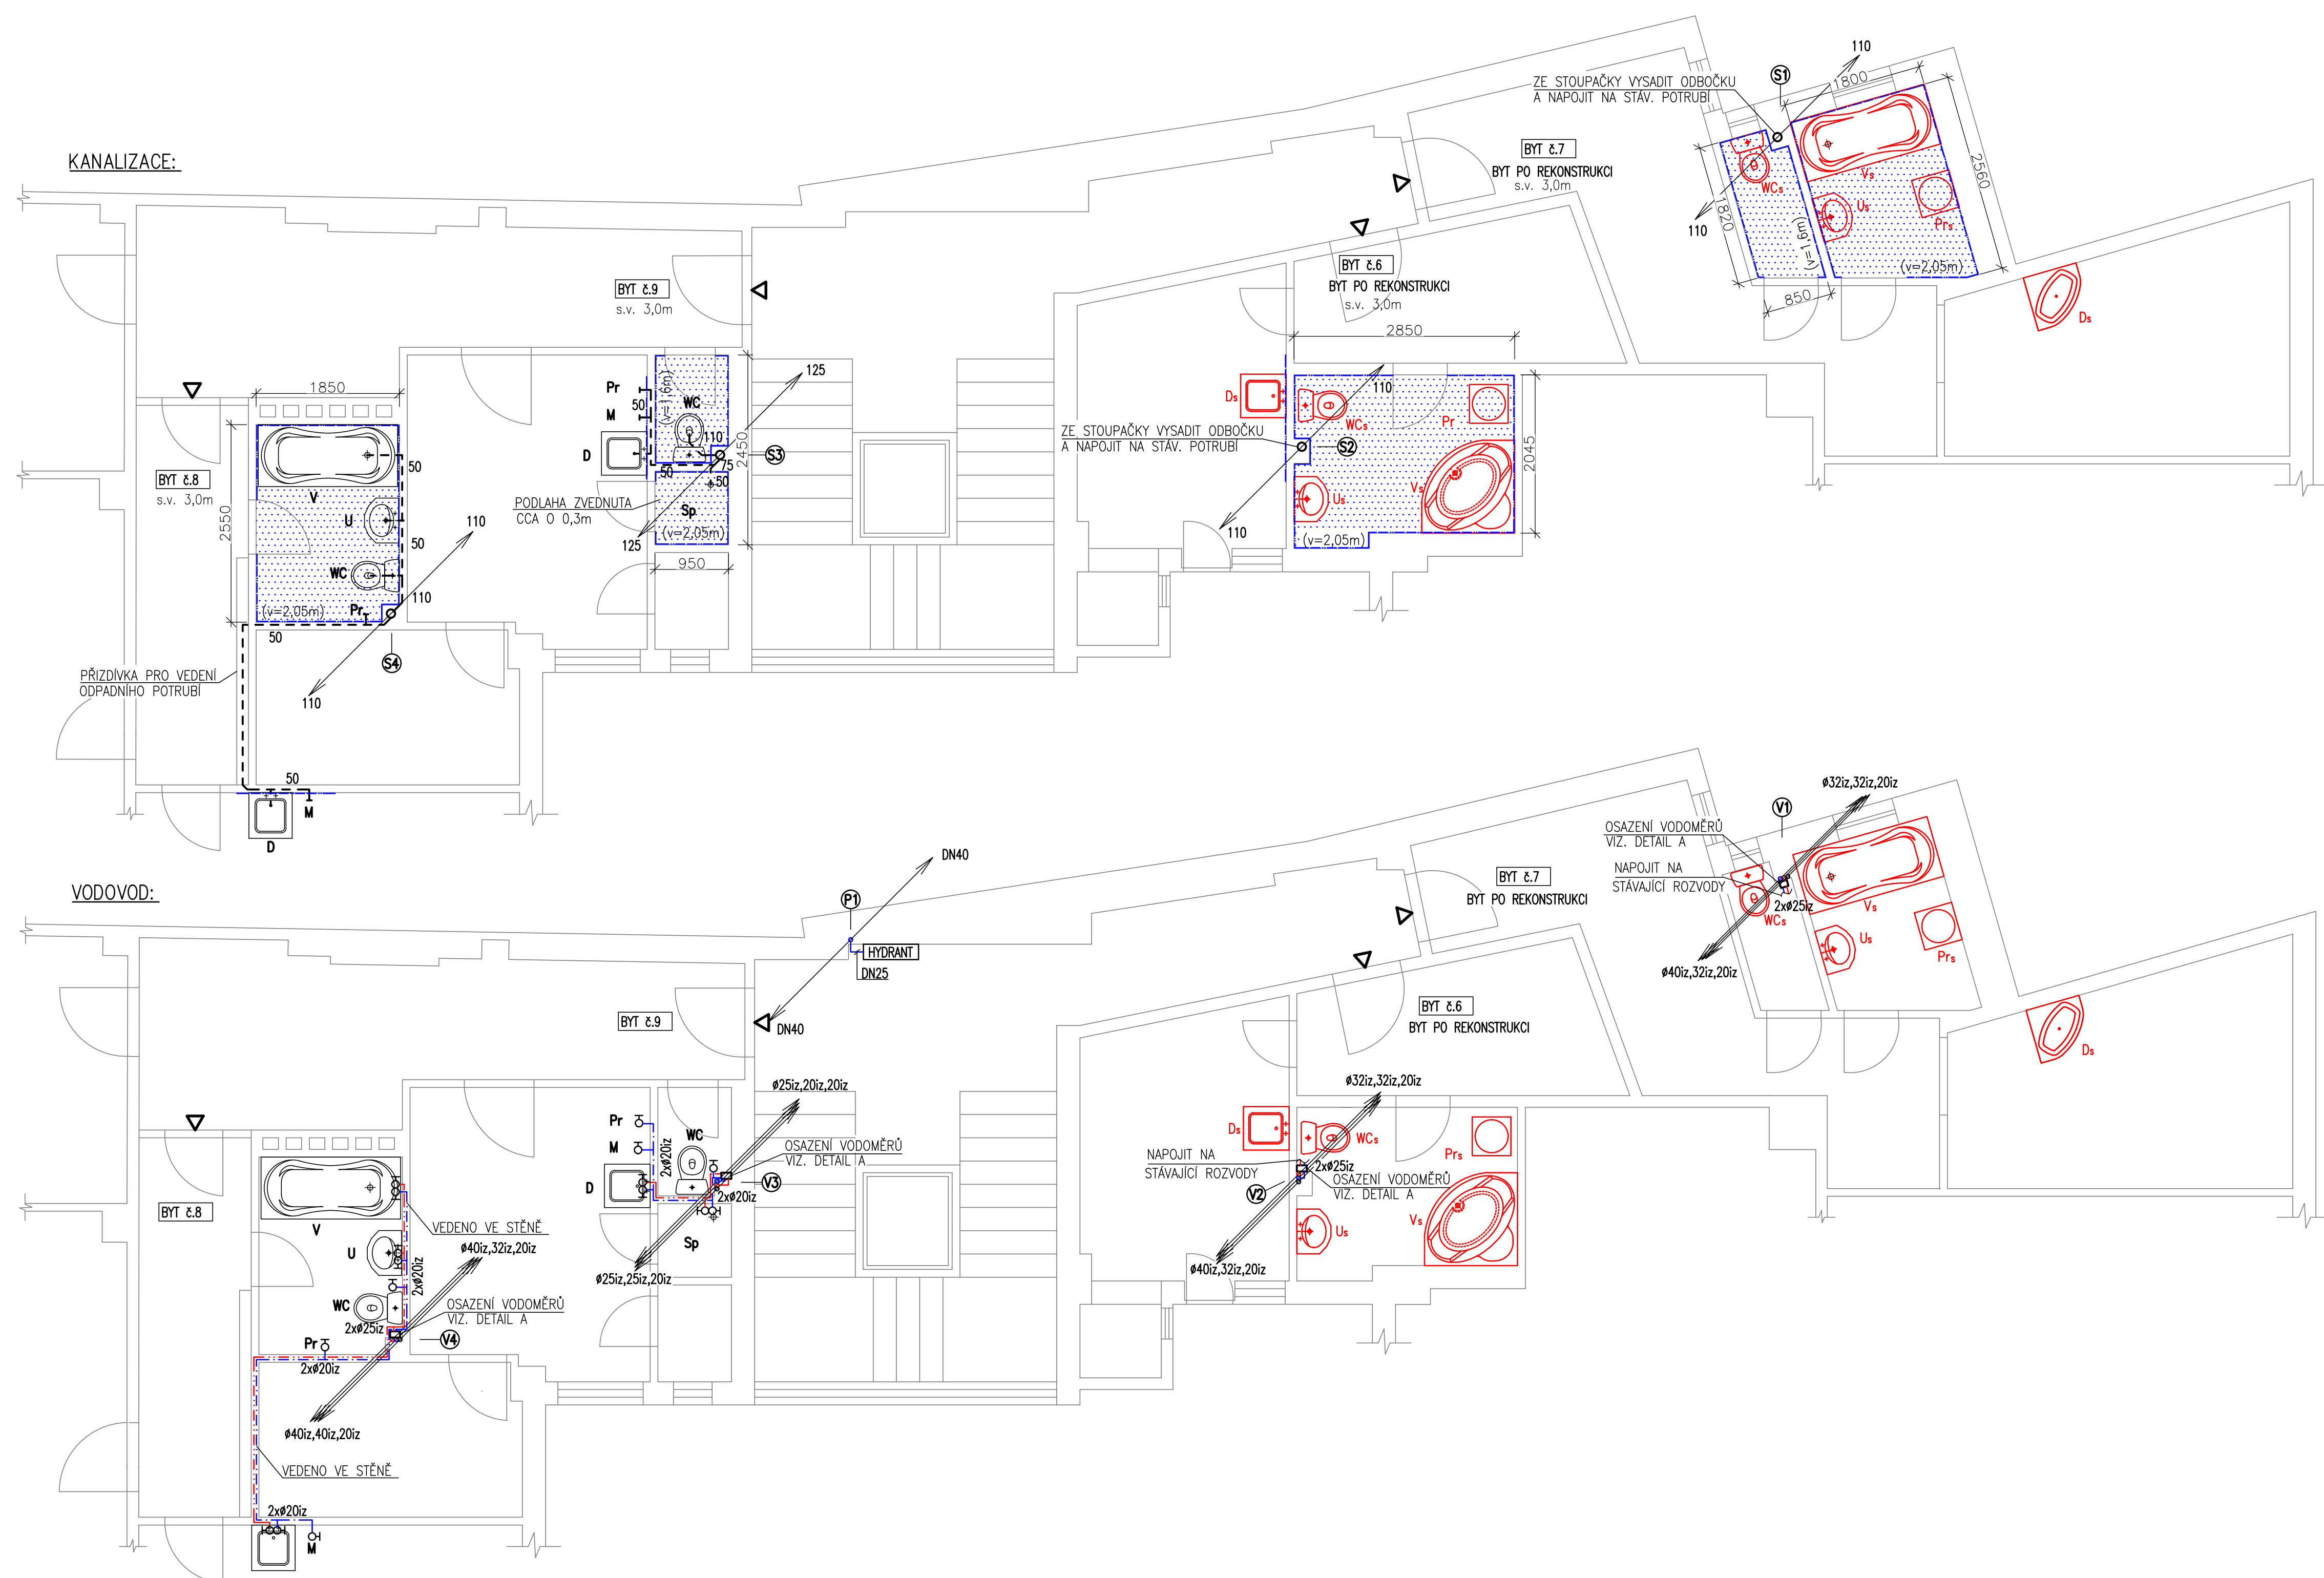 KANALIZACE:
110
ZE STOUPAČKY VYSADIT ODBOČKU
A NAPOJIT NA STÁV. POTRUBÍ
S1
1800
BYT č.7
BYT PO REKONSTRUKCI
s.v. 3,0m
2560
Vs
WCs
Us
Prs
1820
110
(v=1,6m)
(v=2,05m)
850
Ds
BYT č.6
BYT PO REKONSTRUKCI
s.v. 3,0m
2850
110
Ds
WCs
Pr
ZE STOUPAČKY VYSADIT ODBOČKU
A NAPOJIT NA STÁV. POTRUBÍ
S2
2045
Vs
Us
110
(v=2,05m)
BYT č.9
s.v. 3,0m
125
Pr
50
M
(v=1,6m)
WC
110
D
2450
S3
75
50
50
PODLAHA ZVEDNUTA
CCA O 0,3m
Sp
(v=2,05m)
125
950
1850
BYT č.8
s.v. 3,0m
2550
50
V
U
50
110
WC
110
Pr
(v=2,05m)
50
S4
PŘIZDÍVKA PRO VEDENÍ
ODPADNÍHO POTRUBÍ
110
50
M
D
VODOVOD:
DN40
P1
HYDRANT
DN25
DN40
BYT č.7
BYT PO REKONSTRUKCI
ø32iz,32iz,20iz
V1
OSAZENÍ VODOMĚRŮ
VIZ. DETAIL A
NAPOJIT NA
STÁVAJÍCÍ ROZVODY
2xø25iz
Vs
WCs
Us
Prs
ø40iz,32iz,20iz
Ds
BYT č.6
BYT PO REKONSTRUKCI
ø32iz,32iz,20iz
Ds
WCs
Prs
NAPOJIT NA
STÁVAJÍCÍ ROZVODY
2xø25iz
OSAZENÍ VODOMĚRŮ
VIZ. DETAIL A
V2
Vs
Us
ø40iz,32iz,20iz
BYT č.9
ø25iz,20iz,20iz
Pr
M
2xø20iz
WC
OSAZENÍ VODOMĚRŮ
VIZ. DETAIL A
D
V3
2xø20iz
Sp
ø25iz,25iz,20iz
BYT č.8
V
VEDENO VE STĚNĚ
U
ø40iz,32iz,20iz
2xø20iz
WC
OSAZENÍ VODOMĚRŮ
VIZ. DETAIL A
2xø25iz
V4
Pr
2xø20iz
ø40iz,40iz,20iz
VEDENO VE STĚNĚ
2xø20iz
M